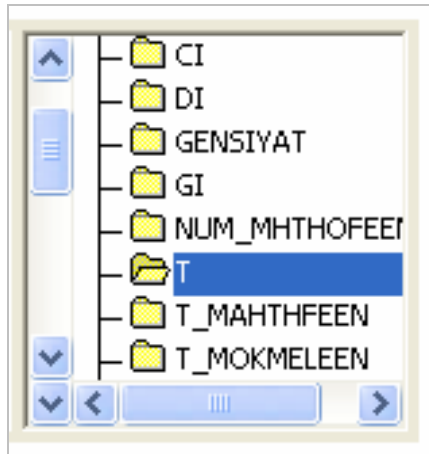 CI
DI
GENSIYAT
GI
NUM_MHTHOFEEN
T
T_MAHTHFEEN
T_MOKMELEEN